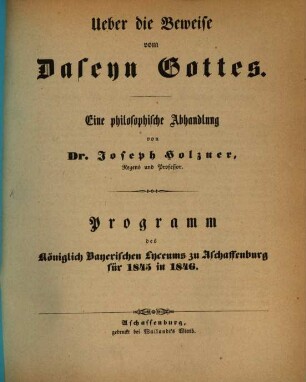 Ueber die Beweise
vom
Daseyn Gottes.
Eine philosophische Abhandlung
von
Dr. Joseph Holzner,
Regens und Professor.
Programm
des
Königlich Bayerischen Lyceums zu Aschaffenburg
für 1845 in 1846.
Aschaffenburg,
gedruckt bei Wailandt's Wittib.